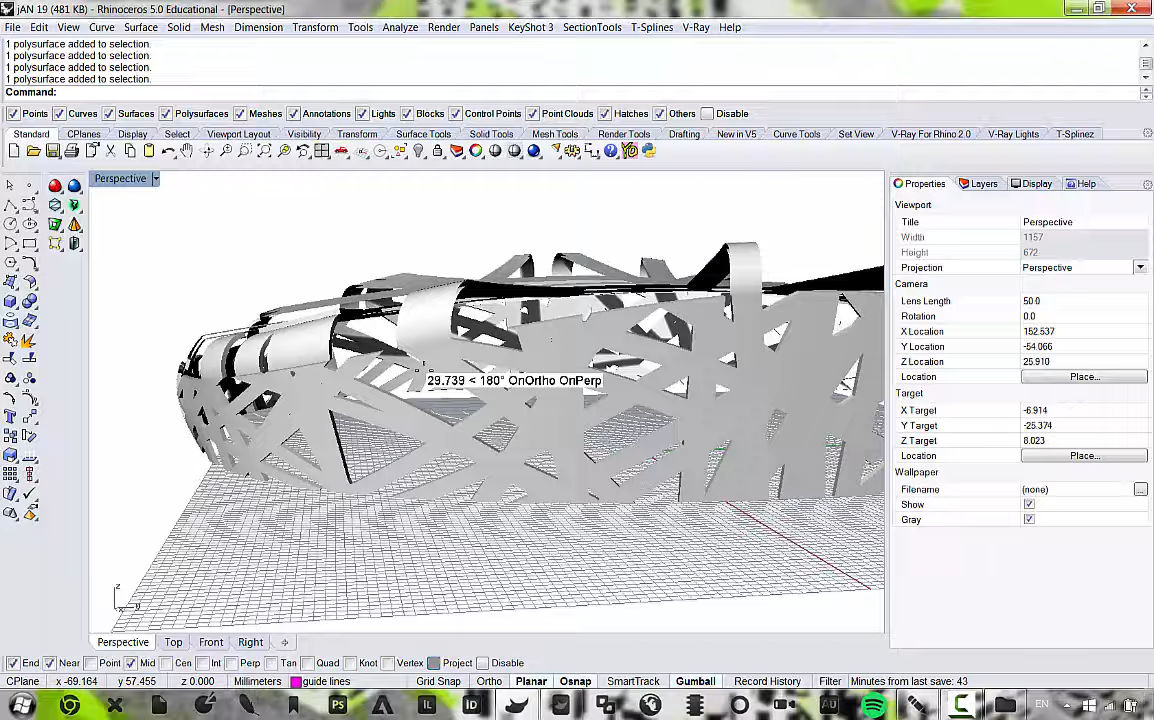 jAN 19 (481 KB) - Rhinoceros 5.0 Educational - [Perspective]
File Edit View Curve Surface Solid Mesh Dimension Transform Tools Analyze Render Panels KeyShot 3 SectionTools T-Splines V-Ray Help
1 polysurface added to selection.
1 polysurface added to selection.
1 polysurface added to selection.
1 polysurface added to selection.
Command:
Points Curves Surfaces Polysurfaces Meshes Annotations Lights Blocks Control Points Point Clouds Hatches Others Disable
Standard CPlanes Display Select Viewport Layout Visibility Transform Surface Tools Solid Tools Mesh Tools Render Tools Drafting New in V5 Curve Tools Set View V-Ray For Rhino 2.0 V-Ray Lights T-Splinez
Perspective
Properties Layers Display Help
Viewport
Title Perspective
Width 1157
Height 672
Projection Perspective
Camera
Lens Length 50.0
Rotation 0.0
X Location 152.537
Y Location -54.066
Z Location 25.910
Location Place...
Target
X Target -6.914
Y Target -25.374
Z Target 8.023
Location Place...
Wallpaper
Filename (none) ...
Show
Gray
29.739 < 180° OnOrtho OnPerp
z
y
x
Perspective Top Front Right
End Near Point Mid Cen Int Perp Tan Quad Knot Vertex Project Disable
CPlane x -69.164 y 57.455 z 0.000 Millimeters guide lines Grid Snap Ortho Planar Osnap SmartTrack Gumball Record History Filter Minutes from last save: 43
PS IL ID AU EN